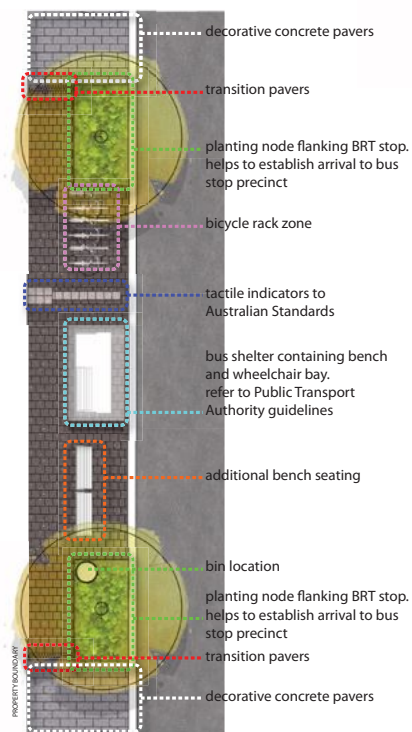 decorative concrete pavers
transition pavers
planting node flanking BRT stop.
helps to establish arrival to bus
stop precinct
bicycle rack zone
tactile indicators to
Australian Standards
bus shelter containing bench
and wheelchair bay.
refer to Public Transport
Authority guidelines
additional bench seating
bin location
planting node flanking BRT stop.
helps to establish arrival to bus
stop precinct
transition pavers
PROPERTY BOUNDARY
decorative concrete pavers